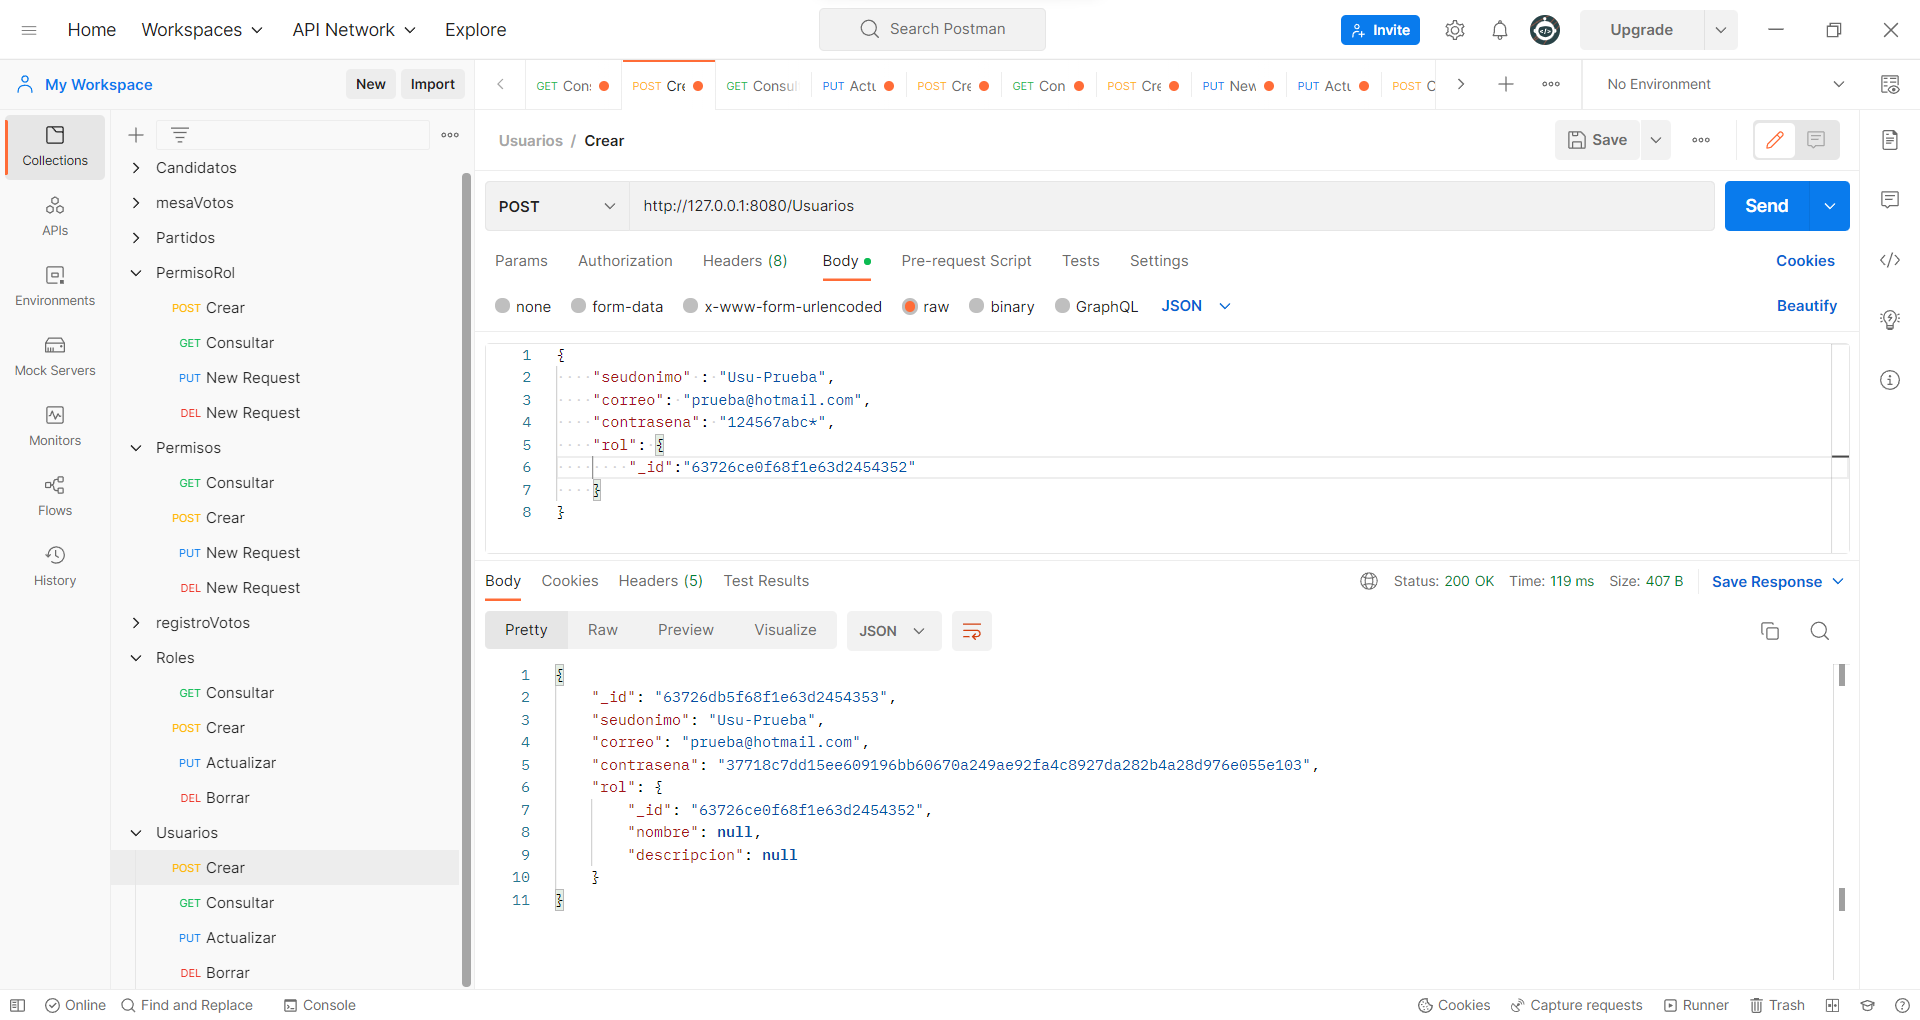 Home Workspaces API Network Explore Search Postman Invite Upgrade
My Workspace New Import GET Con: POST Cre GET Consul PUT Actu POST Cre GET Con POST Cre PUT New PUT Actu POST C No Environment
Collections
APIs
Environments
Mock Servers
Monitors
Flows
History
Candidatos
mesaVotos
Partidos
PermisoRol
POST Crear
GET Consultar
PUT New Request
DEL New Request
Permisos
GET Consultar
POST Crear
PUT New Request
DEL New Request
registroVotos
Roles
GET Consultar
POST Crear
PUT Actualizar
DEL Borrar
Usuarios
POST Crear
GET Consultar
PUT Actualizar
DEL Borrar
Usuarios / Crear Save
POST http://127.0.0.1:8080/Usuarios Send
Params Authorization Headers (8) Body Pre-request Script Tests Settings Cookies
none form-data x-www-form-urlencoded raw binary GraphQL JSON Beautify
1 {
2 "seudonimo" : "Usu-Prueba",
3 "correo": "prueba@hotmail.com",
4 "contrasena": "124567abc*",
5 "rol": {
6 "_id":"63726ce0f68f1e63d2454352"
7 }
8 }
Body Cookies Headers (5) Test Results Status: 200 OK Time: 119 ms Size: 407 B Save Response
Pretty Raw Preview Visualize JSON
1 {
2 "_id": "63726db5f68f1e63d2454353",
3 "seudonimo": "Usu-Prueba",
4 "correo": "prueba@hotmail.com",
5 "contrasena": "37718c7dd15ee609196bb60670a249ae92fa4c8927da282b4a28d976e055e103",
6 "rol": {
7 "_id": "63726ce0f68f1e63d2454352",
8 "nombre": null,
9 "descripcion": null
10 }
11 }
Online Find and Replace Console Cookies Capture requests Runner Trash